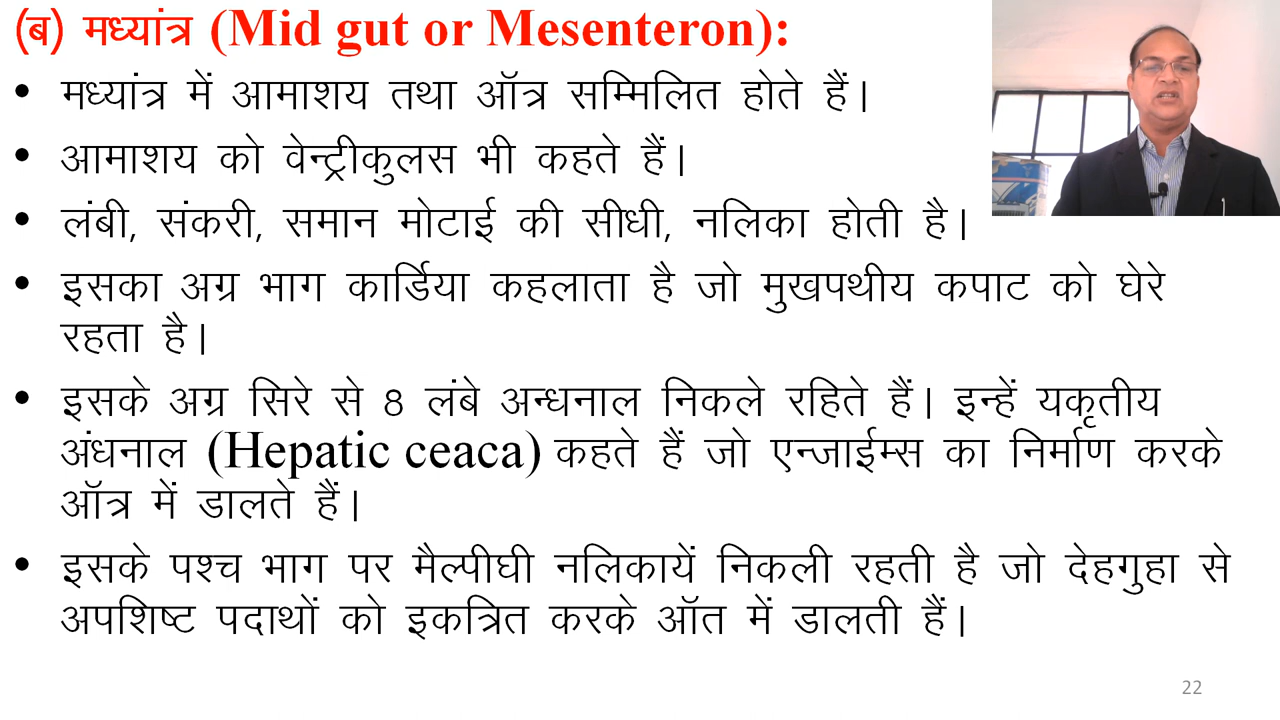 (ब) मध्यांत्र (Mid gut or Mesenteron):
• मध्यांत्र में आमाशय तथा ऑत्र सम्मिलित होते हैं।
• आमाशय को वेन्ट्रीकुलस भी कहते हैं।
• लंबी, संकरी, समान मोटाई की सीधी, नलिका होती है।
• इसका अग्र भाग कार्डिया कहलाता है जो मुखपथीय कपाट को घेरे
रहता है।
• इसके अग्र सिरे से 8 लंबे अन्धनाल निकले रहिते हैं। इन्हें यकृतीय
अंधनाल (Hepatic ceaca) कहते हैं जो एन्जाईम्स का निर्माण करके
ऑत्र में डालते हैं।
• इसके पश्च भाग पर मैल्पीघी नलिकायें निकली रहती है जो देहगुहा से
अपशिष्ट पदार्थो को इकत्रित करके ऑत में डालती हैं।
22